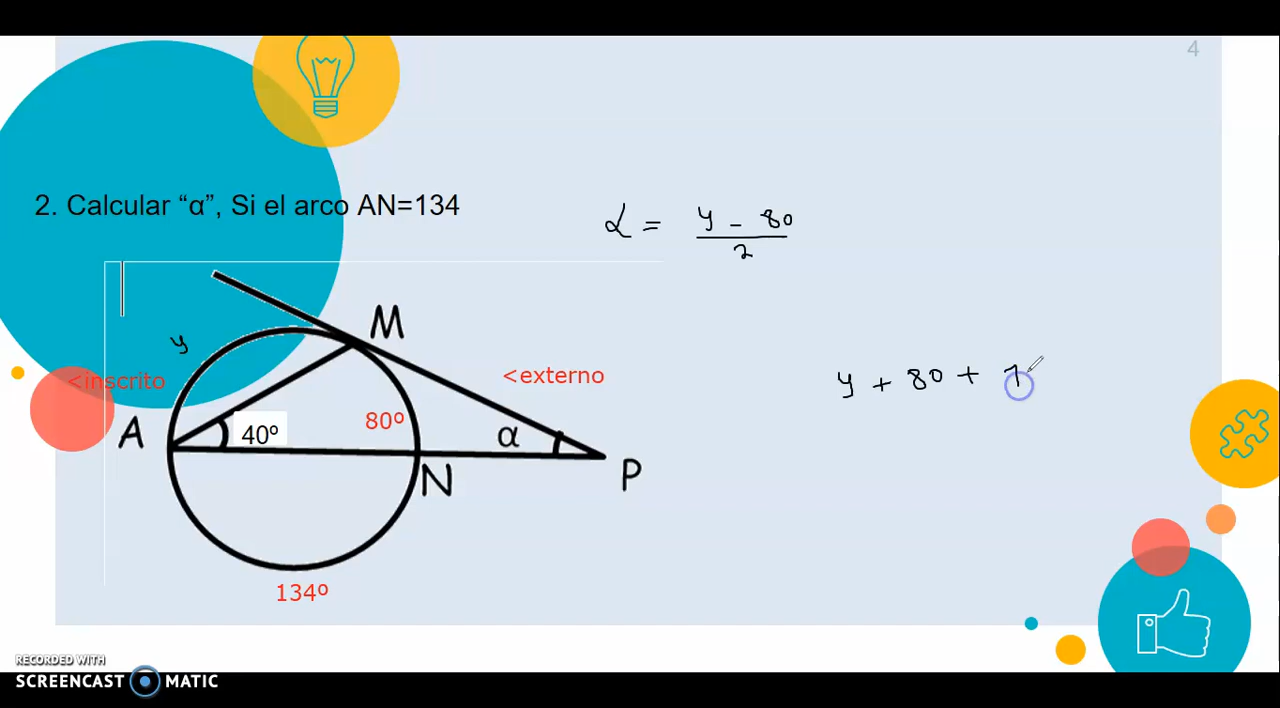 4
2. Calcular “α”, Si el arco AN=134
α = y - 80
2
M
y
<inscrito
<externo
y + 80 + 1
A
40º
80º
α
N
P
134º
RECORDED WITH
SCREENCAST MATIC